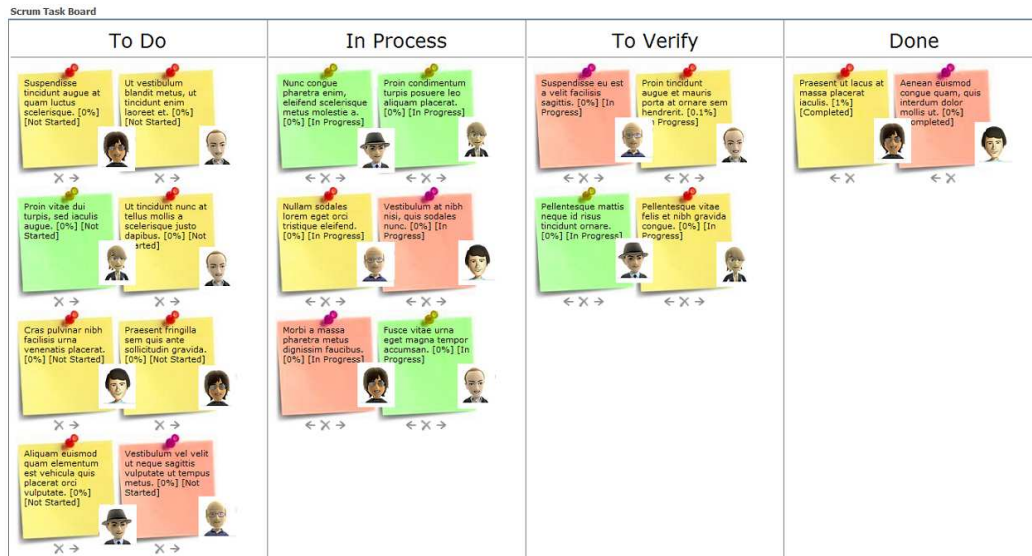 Scrum Task Board
To Do
In Process
To Verify
Done
Suspendisse
tincidunt augue at
quam luctus
scelerisque. [0%]
[Not Started]
Ut vestibulum
blandit metus, ut
tincidunt enim
laoreet et. [0%]
[Not Started]
Proin vitae dui
turpis, sed iaculis
augue. [0%] [Not
Started]
Ut tincidunt nunc at
tellus mollis a
scelerisque justo
dapibus. [0%] [Not
Started]
Cras pulvinar nibh
facilisis urna
venenatis placerat.
[0%] [Not Started]
Praesent fringilla
sem quis ante
sollicitudin gravida.
[0%] [Not Started]
Aliquam euismod
quam elementum
est vehicula quis
placerat orci
vulputate. [0%]
[Not Started]
Vestibulum vel velit
ut neque sagittis
vulputate ut tempus
metus. [0%] [Not
Started]
Nunc congue
pharetra enim,
eleifend scelerisque
metus molestie a.
[0%] [In Progress]
Proin condimentum
turpis posuere leo
aliquam placerat.
[0%] [In Progress]
Nullam sodales
lorem eget orci
tristique eleifend.
[0%] [In Progress]
Vestibulum at nibh
nisi, quis sodales
nunc. [0%] [In
Progress]
Morbi a massa
pharetra metus
dignissim faucibus.
[0%] [In Progress]
Fusce vitae urna
eget magna tempor
accumsan. [0%] [In
Progress]
Suspendisse eu est
a velit facilisis
sagittis. [0%] [In
Progress]
Proin tincidunt
augue et mauris
porta at ornare sem
hendrerit. [0.1%]
[In Progress]
Pellentesque mattis
neque id risus
tincidunt ornare.
[0%] [In Progress]
Pellentesque vitae
felis et nibh gravida
congue. [0%] [In
Progress]
Praesent ut lacus at
massa placerat
iaculis. [1%]
[Completed]
Aenean euismod
congue quam, quis
interdum dolor
mollis ut. [0%]
[Completed]